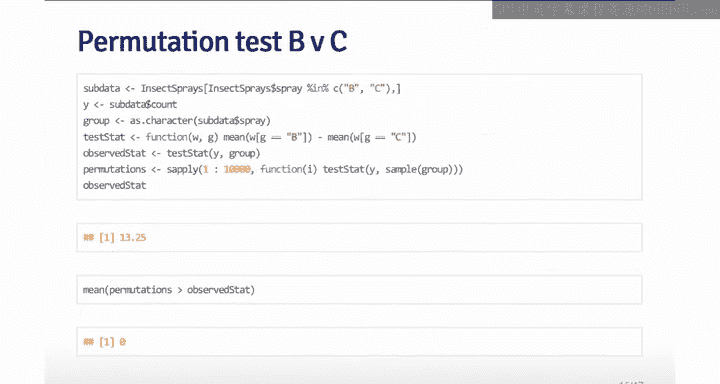 Permutation test B v C
subdata <- InsectSprays[InsectSprays$spray %in% c("B", "C"),]
y <- subdata$count
group <- as.character(subdata$spray)
testStat <- function(w, g) mean(w[g == "B"]) - mean(w[g == "C"])
observedStat <- testStat(y, group)
permutations <- sapply(1 : 10000, function(i) testStat(y, sample(group)))
observedStat
## [1] 13.25
mean(permutations > observedStat)
## [1] 0